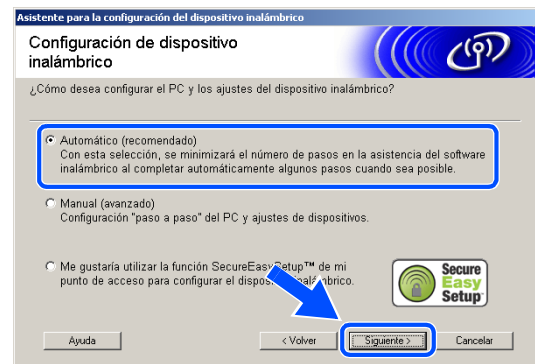 Asistente para la configuración del dispositivo inalámbrico
Configuración de dispositivo
inalámbrico
¿Cómo desea configurar el PC y los ajustes del dispositivo inalámbrico?
Automático (recomendado)
Con esta selección, se minimizará el número de pasos en la asistencia del software
inalámbrico al completar automáticamente algunos pasos cuando sea posible.
Manual (avanzado)
Configuración "paso a paso" del PC y ajustes de dispositivos.
Me gustaría utilizar la función SecureEasySetup™ de mi
punto de acceso para configurar el dispositivo inalámbrico.
Secure
Easy
Setup
Ayuda
< Volver
Siguiente >
Cancelar